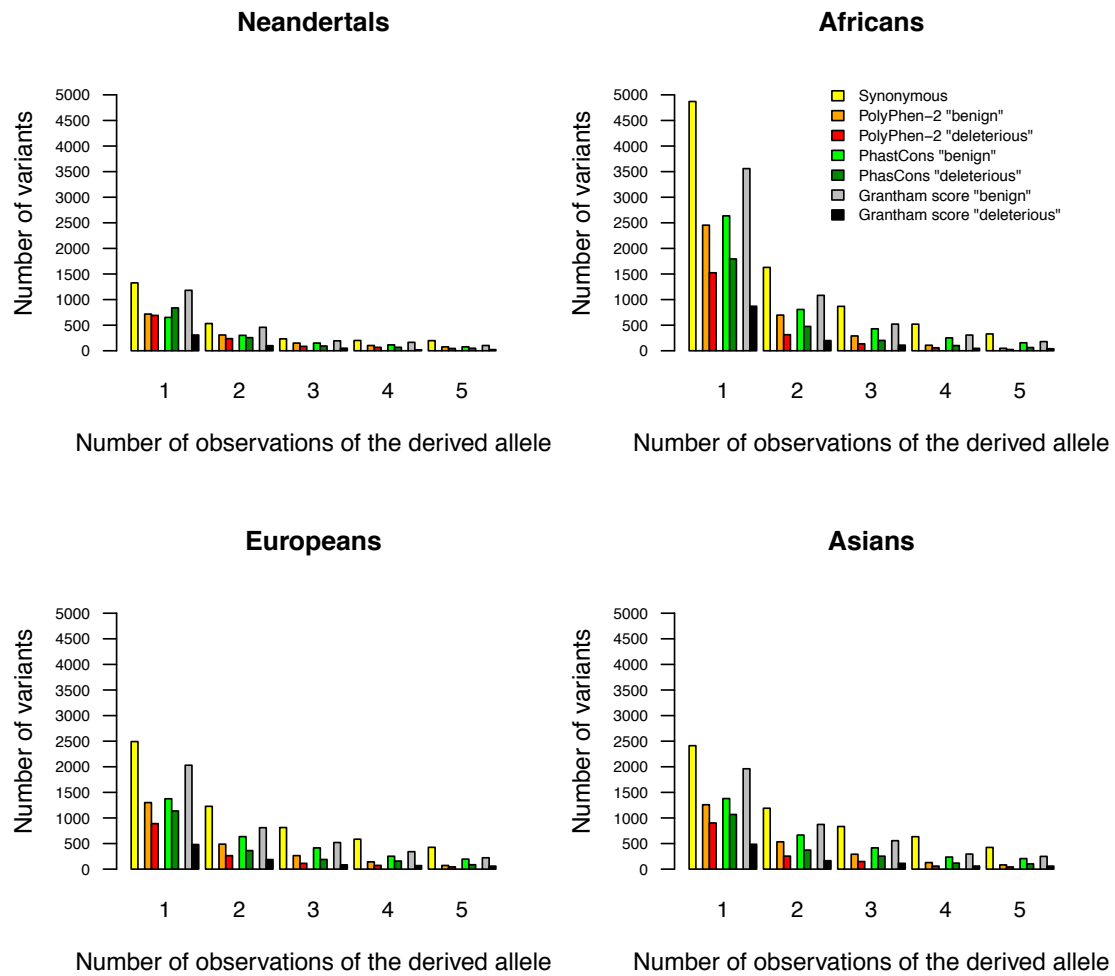 Neandertals
Number of variants
5000
4500
4000
3500
3000
2500
2000
1500
1000
500
0
1 2 3 4 5
Number of observations of the derived allele
Africans
Number of variants
5000
4500
4000
3500
3000
2500
2000
1500
1000
500
0
Synonymous
PolyPhen−2 "benign"
PolyPhen−2 "deleterious"
PhastCons "benign"
PhasCons "deleterious"
Grantham score "benign"
Grantham score "deleterious"
1 2 3 4 5
Number of observations of the derived allele
Europeans
Number of variants
5000
4500
4000
3500
3000
2500
2000
1500
1000
500
0
1 2 3 4 5
Number of observations of the derived allele
Asians
Number of variants
5000
4500
4000
3500
3000
2500
2000
1500
1000
500
0
1 2 3 4 5
Number of observations of the derived allele